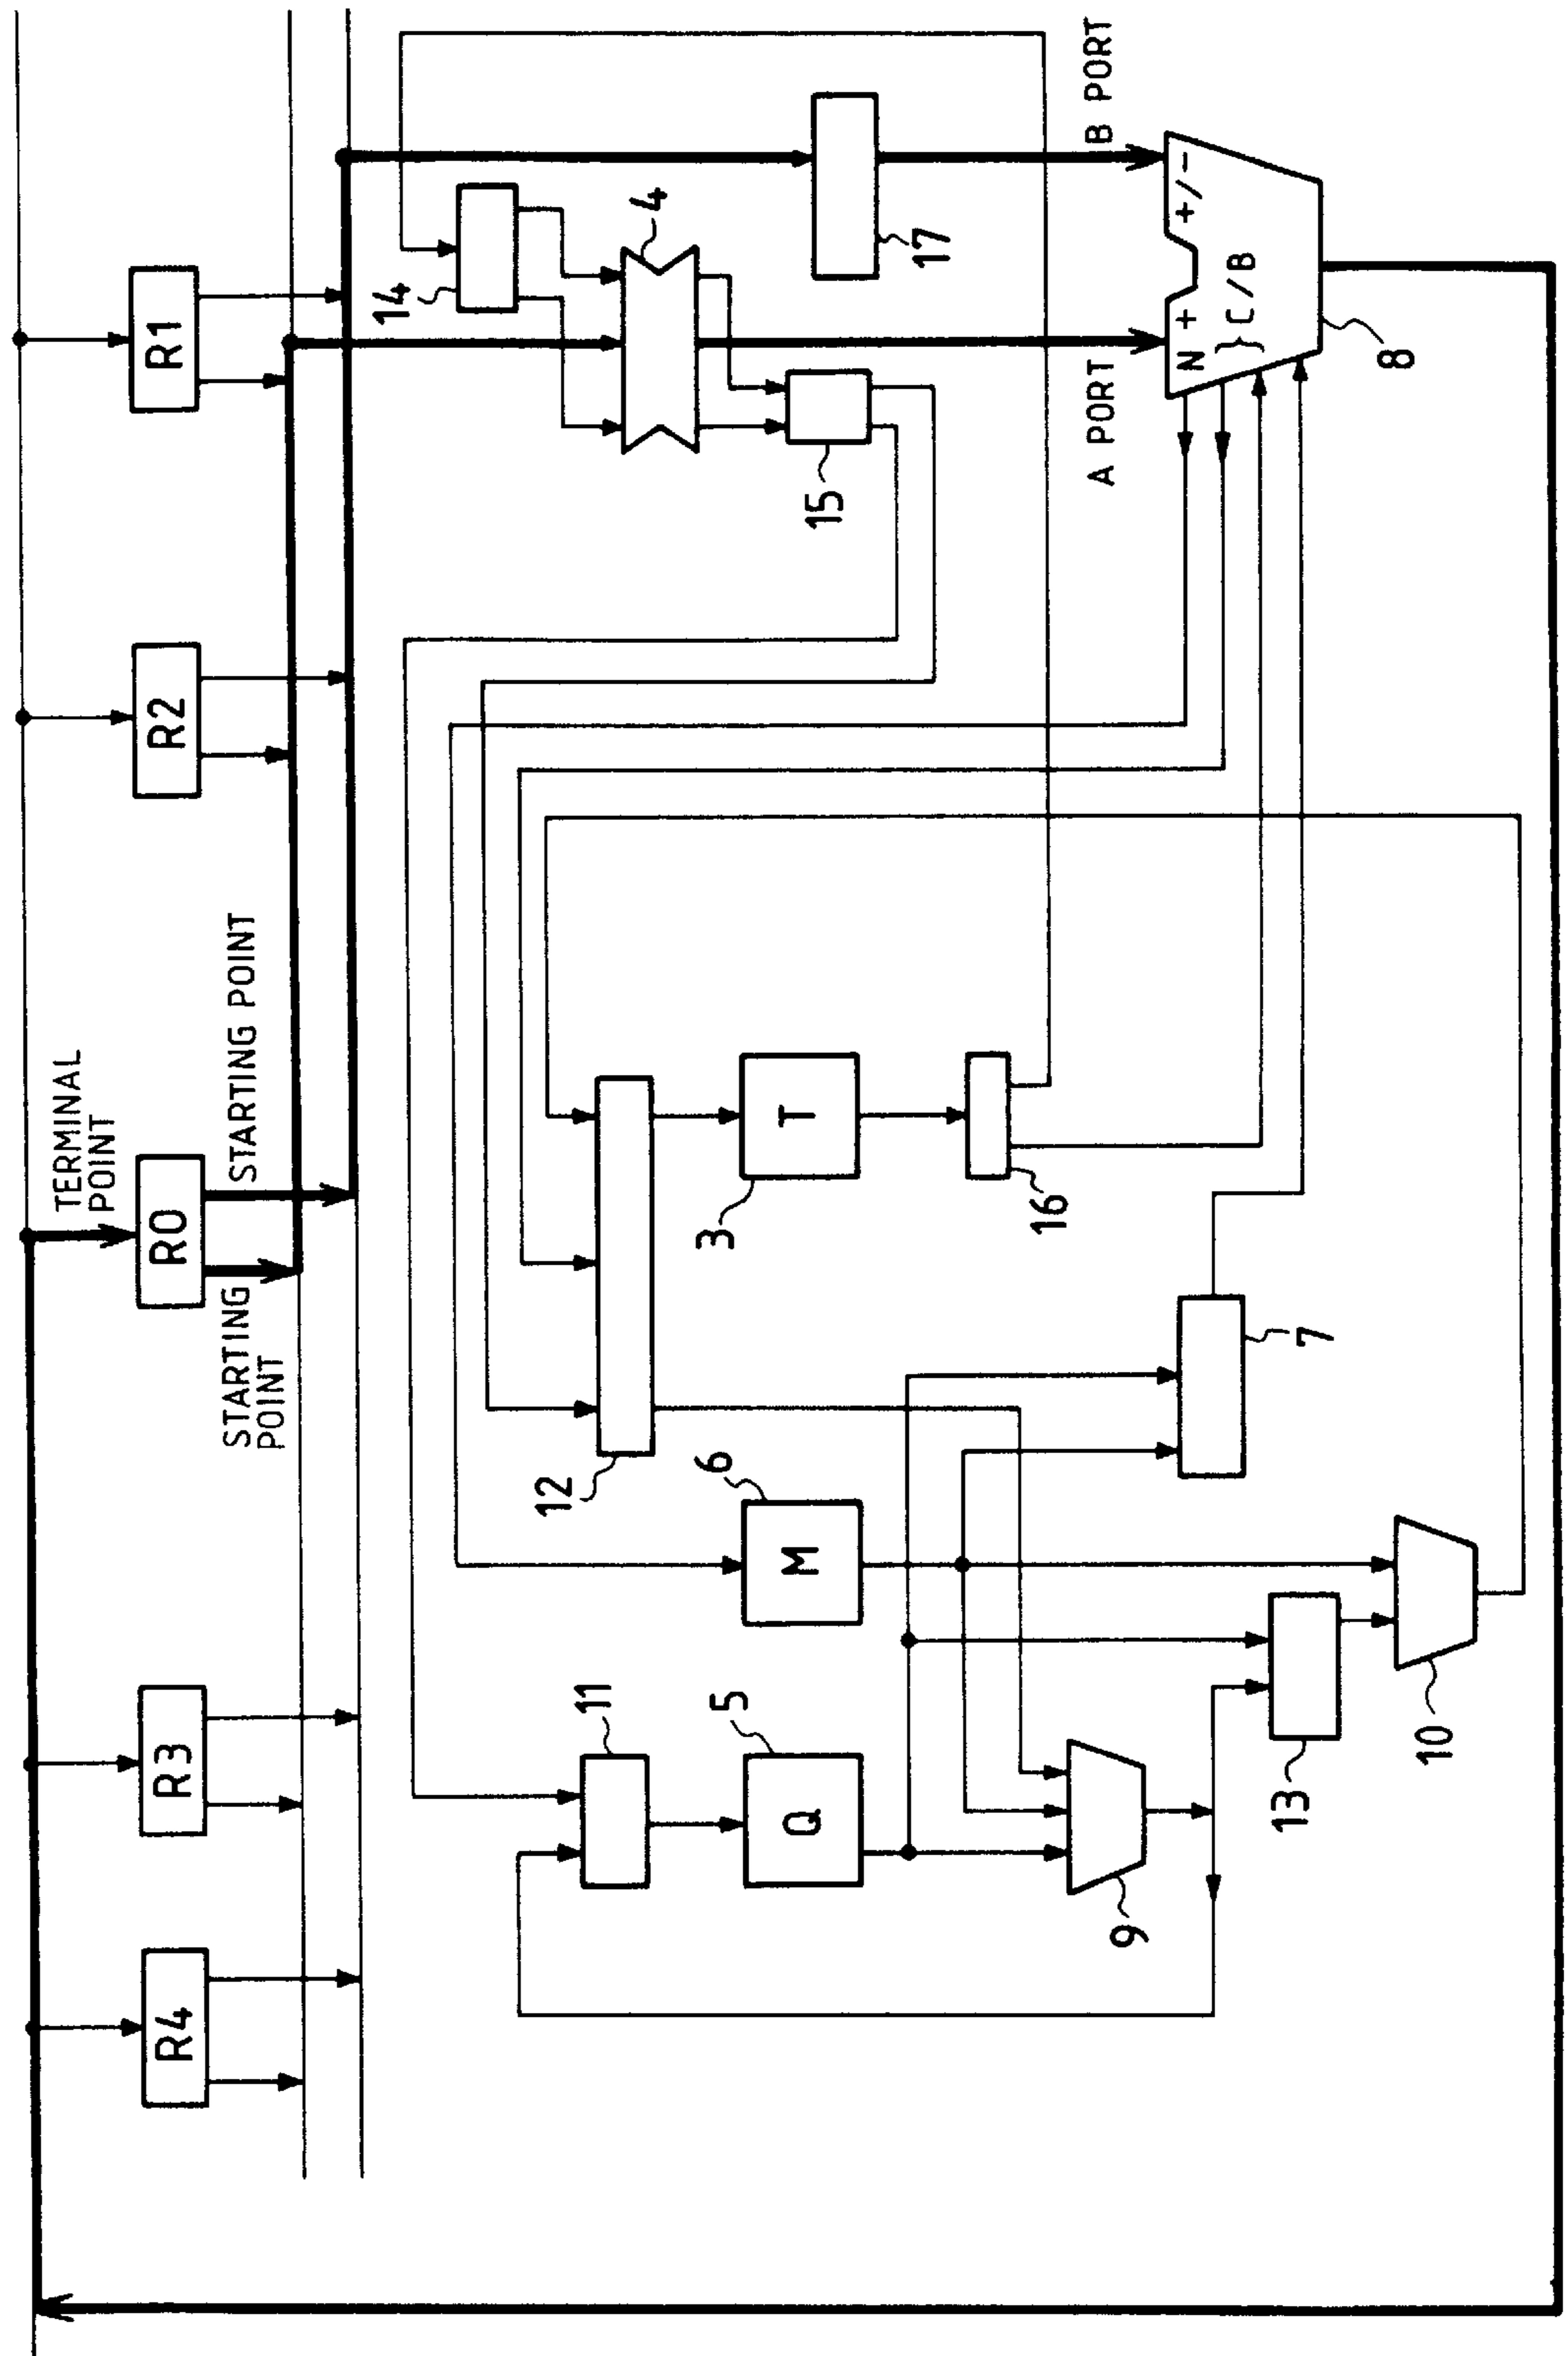 R4
R3
R0
R2
R1
TERMINAL
POINT
STARTING
POINT
STARTING POINT
11
5
Q
9
6
M
12
13
10
7
3
T
16
15
14
4
17
A PORT
B PORT
N
+
+/-
} C/B
8